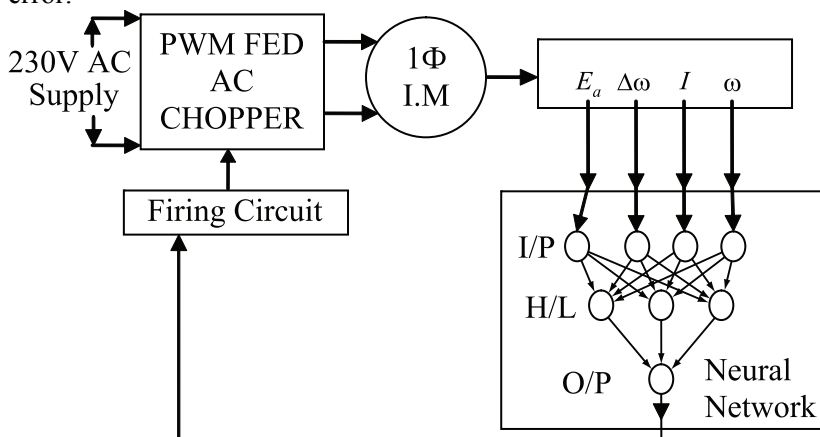 error.
230V AC
Supply
PWM FED
AC
CHOPPER
1Φ
I.M
Eₐ Δω I ω
Firing Circuit
I/P
H/L
O/P
Neural
Network